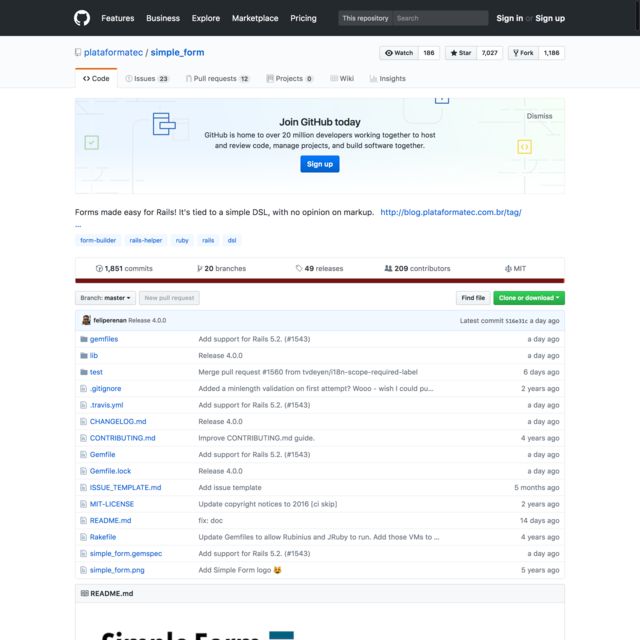 Features Business Explore Marketplace Pricing This repository Search Sign in or Sign up
plataformatec / simple_form Watch 186 Star 7,027 Fork 1,186
Code Issues 23 Pull requests 12 Projects 0 Wiki Insights
Dismiss
Join GitHub today
GitHub is home to over 20 million developers working together to host
and review code, manage projects, and build software together.
Sign up
Forms made easy for Rails! It's tied to a simple DSL, with no opinion on markup. http://blog.plataformatec.com.br/tag/
...
form-builder rails-helper ruby rails dsl
1,851 commits 20 branches 49 releases 209 contributors MIT
Branch: master New pull request Find file Clone or download
feliperenan Release 4.0.0 Latest commit 516e31c a day ago
gemfiles Add support for Rails 5.2. (#1543) a day ago
lib Release 4.0.0 a day ago
test Merge pull request #1560 from tvdeyen/i18n-scope-required-label 6 days ago
.gitignore Added a minlength validation on first attempt? Wooo - wish I could pu... 2 years ago
.travis.yml Add support for Rails 5.2. (#1543) a day ago
CHANGELOG.md Release 4.0.0 a day ago
CONTRIBUTING.md Improve CONTRIBUTING.md guide. 4 years ago
Gemfile Add support for Rails 5.2. (#1543) a day ago
Gemfile.lock Release 4.0.0 a day ago
ISSUE_TEMPLATE.md Add issue template 5 months ago
MIT-LICENSE Update copyright notices to 2016 [ci skip] 2 years ago
README.md fix: doc 14 days ago
Rakefile Update Gemfiles to allow Rubinius and JRuby to run. Add those VMs to ... 4 years ago
simple_form.gemspec Add support for Rails 5.2. (#1543) a day ago
simple_form.png Add Simple Form logo 😸 5 years ago
README.md
Simple Form